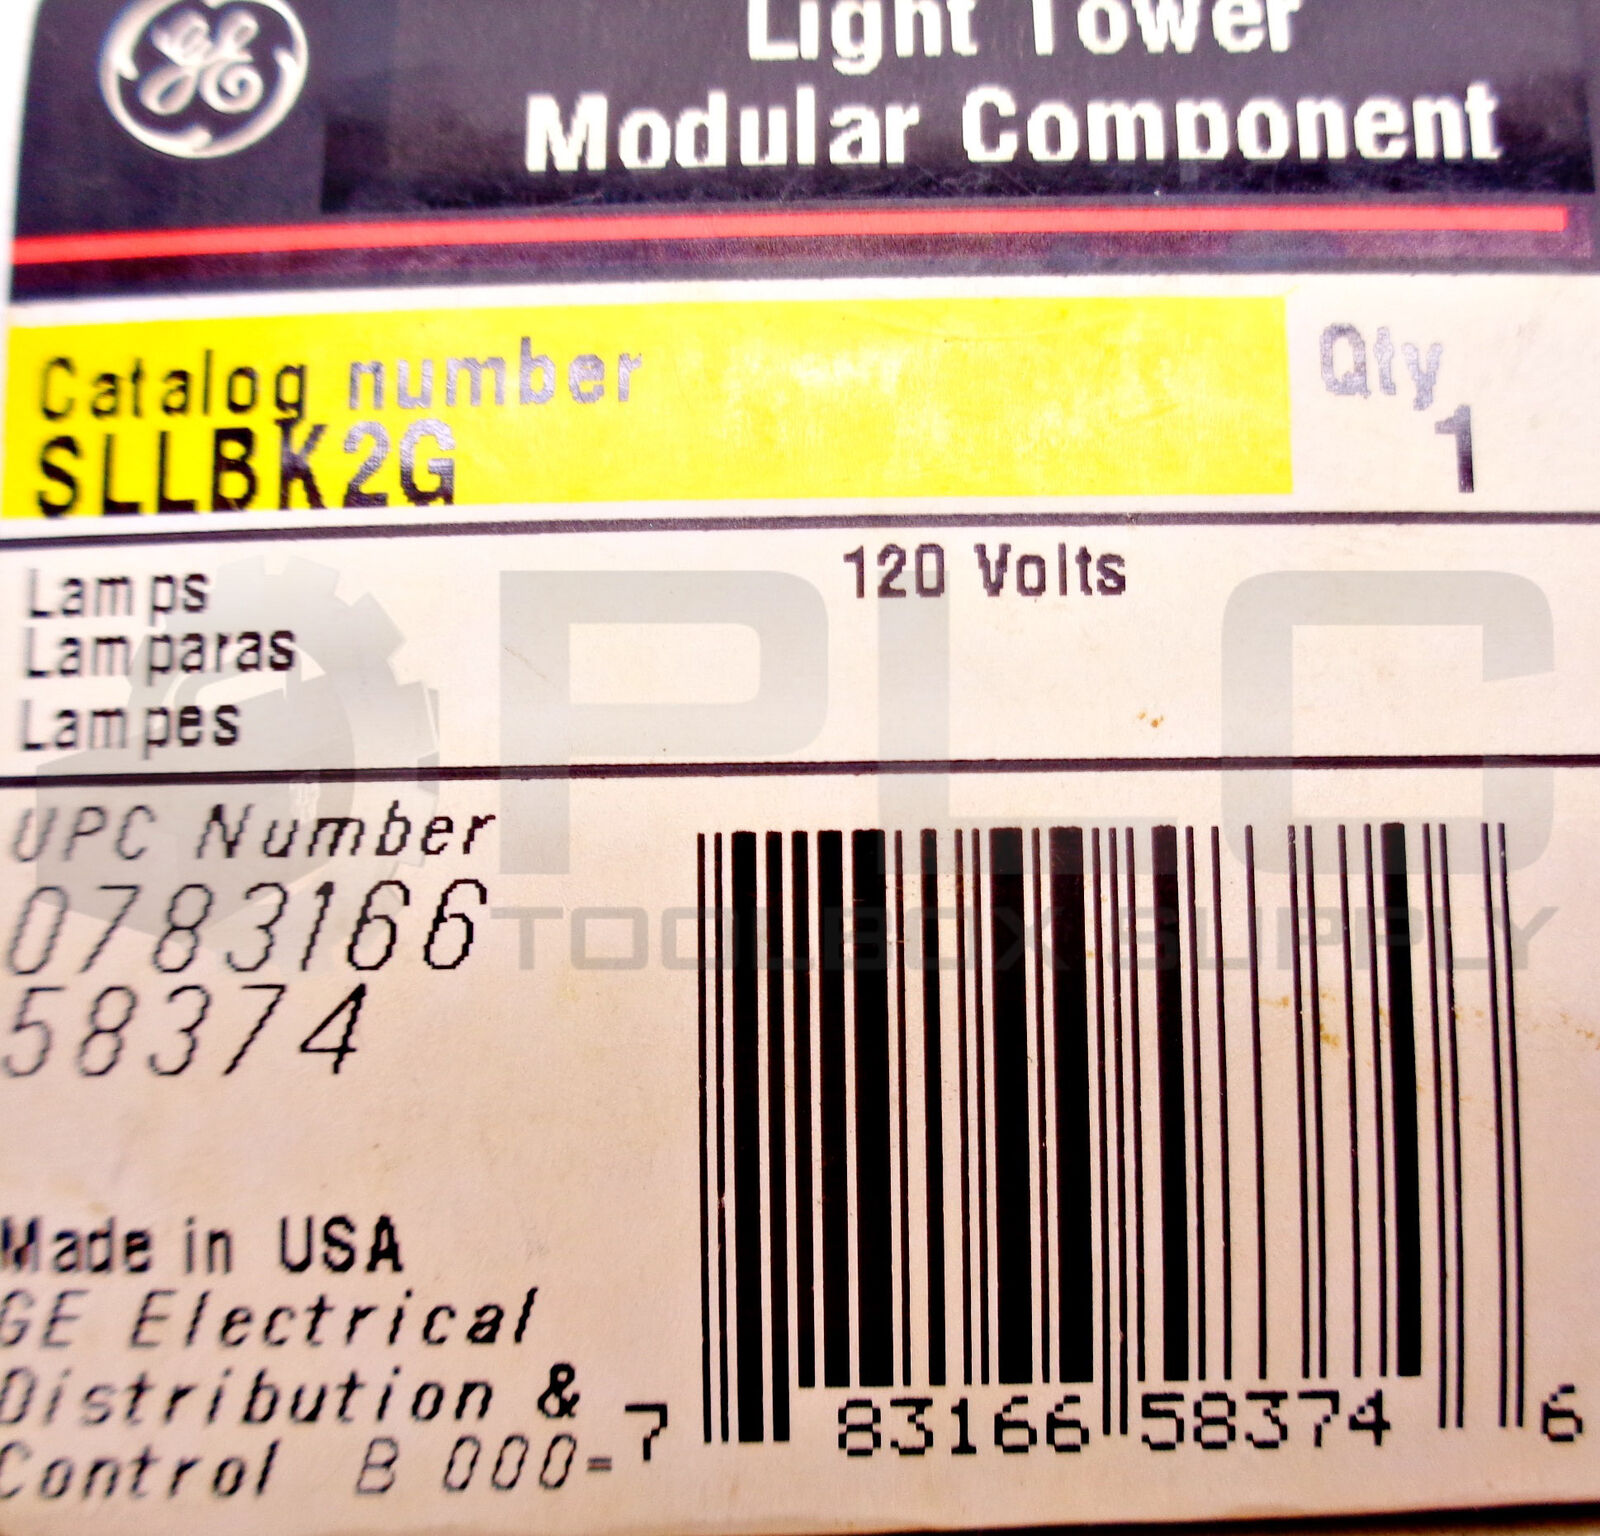 GE
Light Tower
Modular Component
Catalog number
SLLBK2G
Qty
1
Lamps
Lamparas
Lampes
120 Volts
PLC
TOOLBOX SUPPLY
UPC Number
0783166
58374
Made in USA
GE Electrical
Distribution &
Control B 000-
7 83166 58374 6